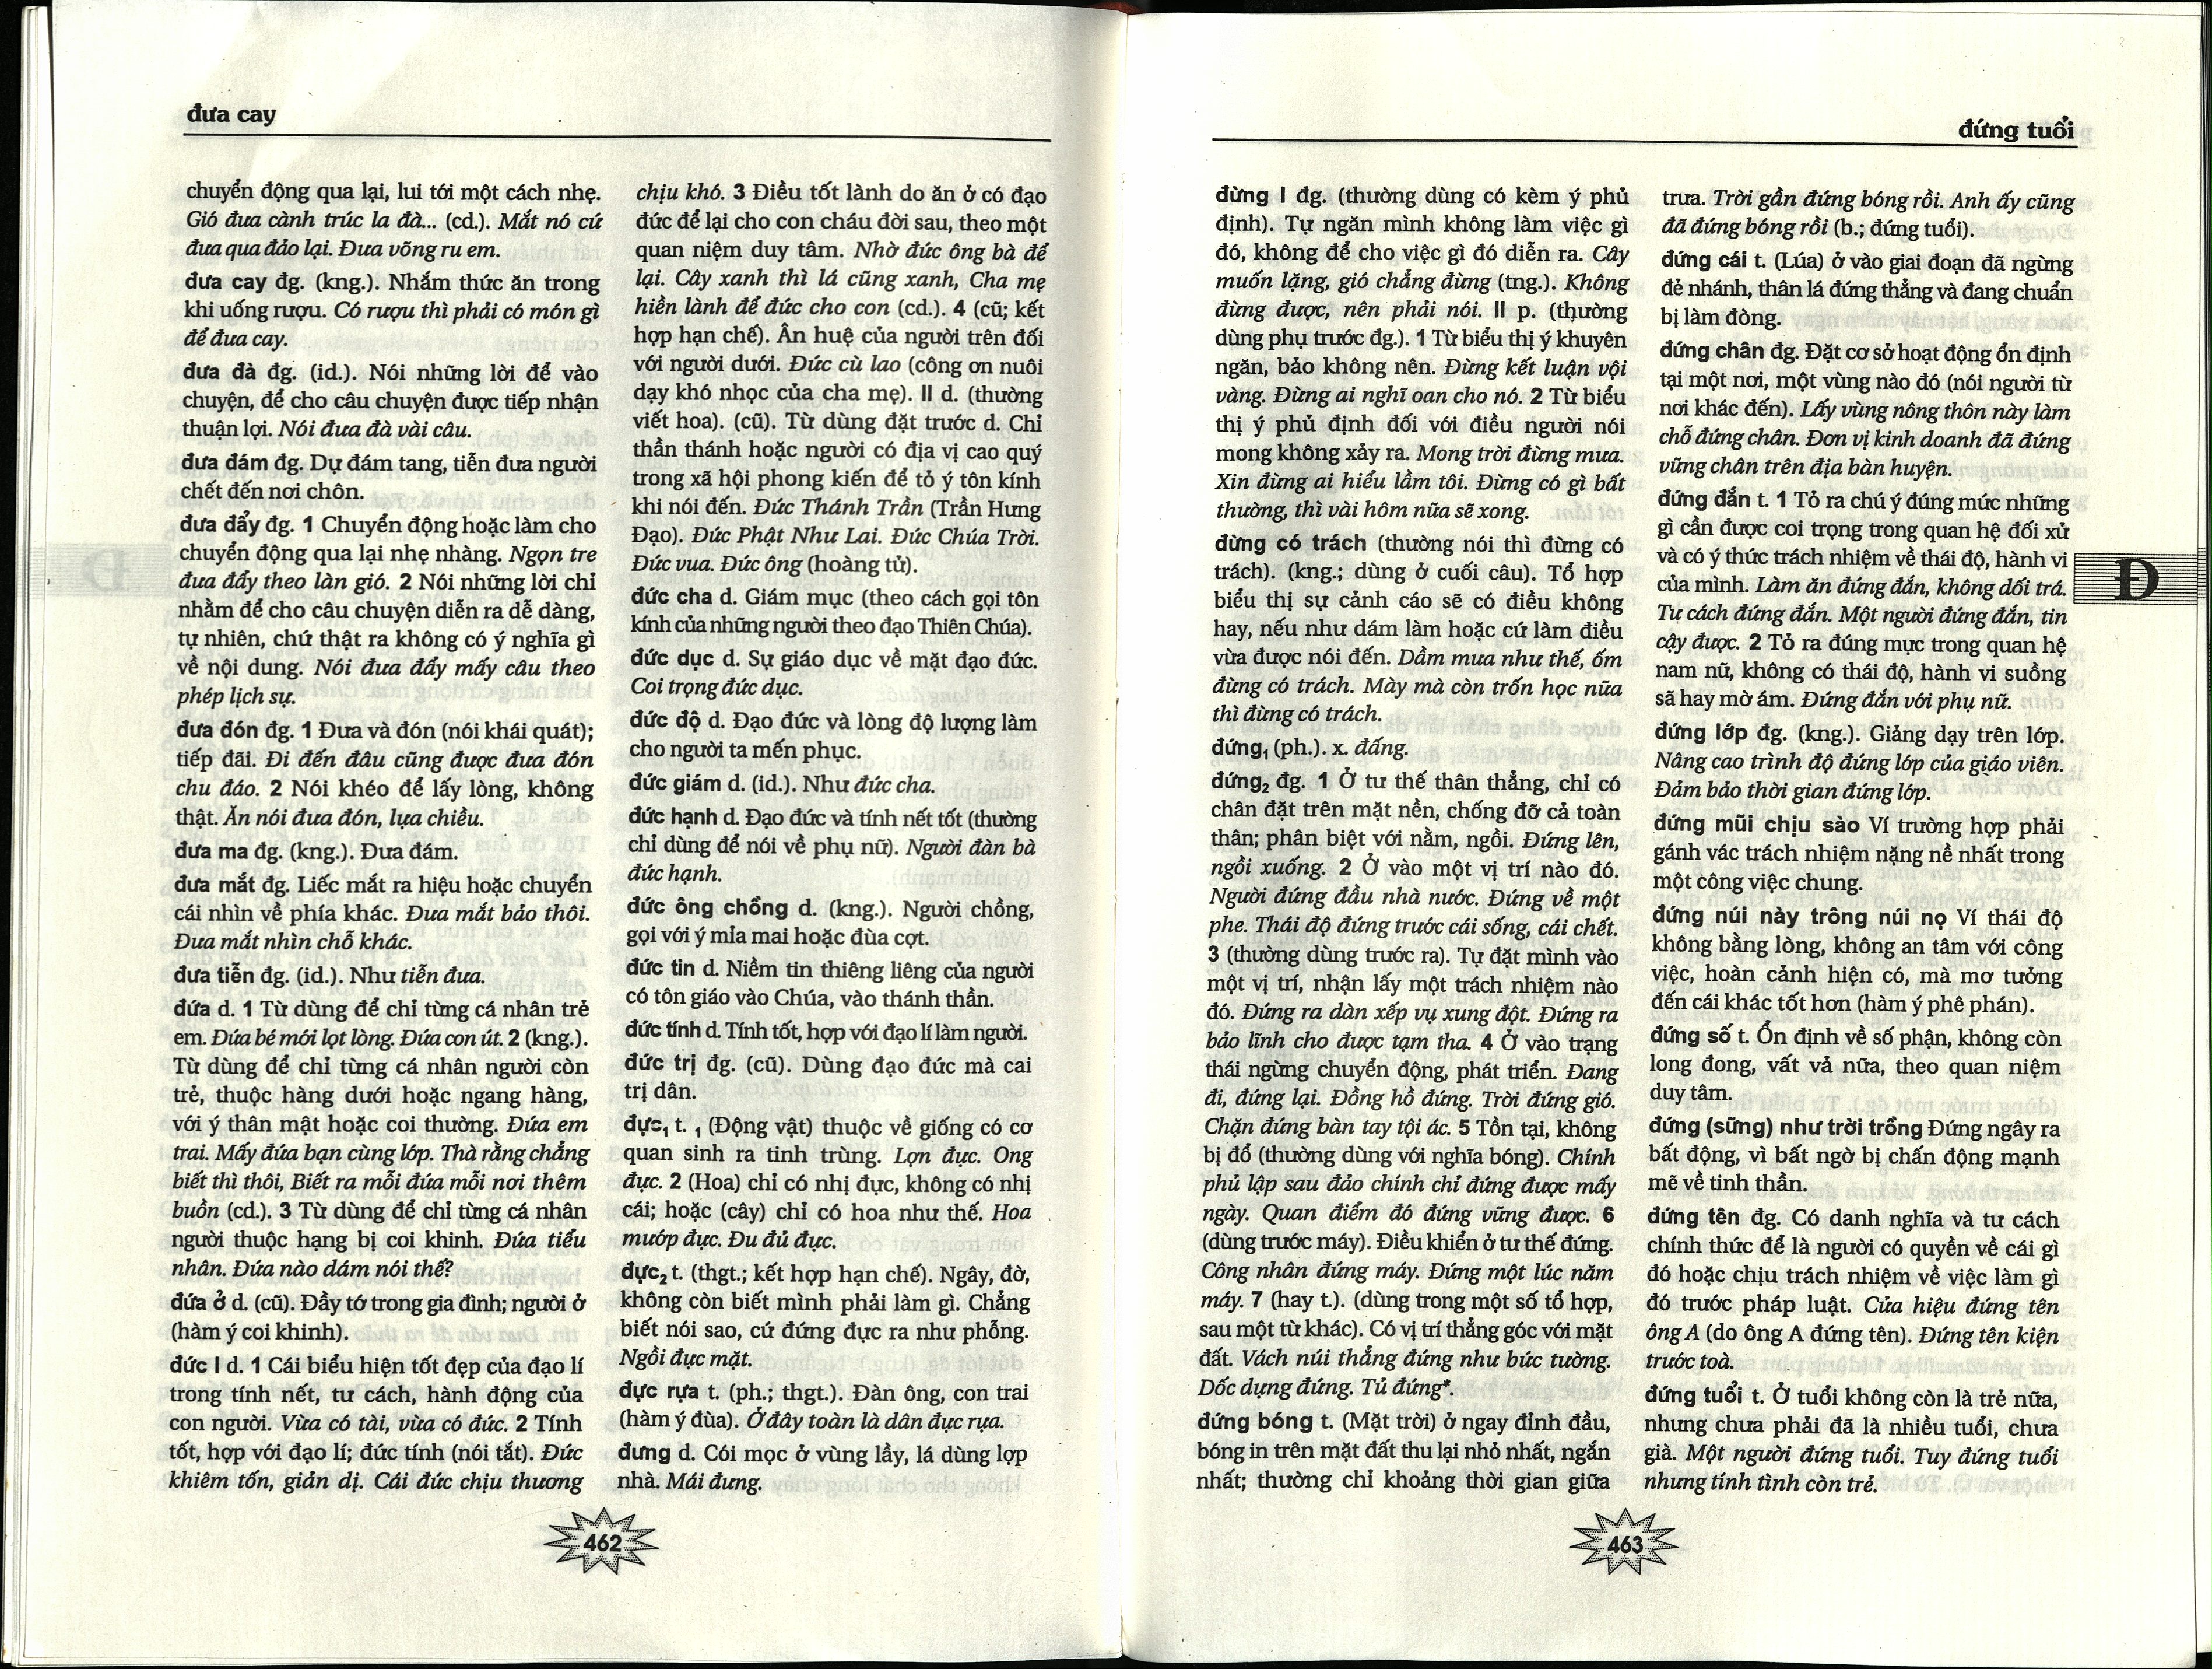 đưa cay
chuyển động qua lại, lui tới một cách nhẹ.
Gió đưa cành trúc la đà... (cd.). Mắt nó cứ
đưa qua đảo lại. Đưa võng ru em.
đưa cay đg. (kng.). Nhắm thức ăn trong
khi uống rượu. Có rượu thì phải có món gì
để đưa cay.
đưa đà đg. (id.). Nói những lời để vào
chuyện, để cho câu chuyện được tiếp nhận
thuận lợi. Nói đưa đà vài câu.
đưa đám đg. Dự đám tang, tiễn đưa người
chết đến nơi chôn.
đưa đẩy đg. 1 Chuyển động hoặc làm cho
chuyển động qua lại nhẹ nhàng. Ngọn tre
đưa đẩy theo làn gió. 2 Nói những lời chỉ
nhằm để cho câu chuyện diễn ra dễ dàng,
tự nhiên, chứ thật ra không có ý nghĩa gì
về nội dung. Nói đưa đẩy mấy câu theo
phép lịch sự.
đưa đón đg. 1 Đưa và đón (nói khái quát);
tiếp đãi. Đi đến đâu cũng được đưa đón
chu đáo. 2 Nói khéo để lấy lòng, không
thật. Ăn nói đưa đón, lựa chiều.
đưa ma đg. (kng.). Đưa đám.
đưa mắt đg. Liếc mắt ra hiệu hoặc chuyển
cái nhìn về phía khác. Đưa mắt bảo thôi.
Đưa mắt nhìn chỗ khác.
đưa tiễn đg. (id.). Như tiễn đưa.
đứa d. 1 Từ dùng để chỉ từng cá nhân trẻ
em. Đứa bé mới lọt lòng. Đứa con út. 2 (kng.).
Từ dùng để chỉ từng cá nhân người còn
trẻ, thuộc hàng dưới hoặc ngang hàng,
với ý thân mật hoặc coi thường. Đứa em
trai. Mấy đứa bạn cùng lớp. Thà rằng chẳng
biết thì thôi, Biết ra mỗi đứa mỗi nơi thêm
buồn (cd.). 3 Từ dùng để chỉ từng cá nhân
người thuộc hạng bị coi khinh. Đứa tiểu
nhân. Đứa nào dám nói thế?
đứa ở d. (cũ). Đầy tớ trong gia đình; người ở
(hàm ý coi khinh).
đức I d. 1 Cái biểu hiện tốt đẹp của đạo lí
trong tính nết, tư cách, hành động của
con người. Vừa có tài, vừa có đức. 2 Tính
tốt, hợp với đạo lí; đức tính (nói tắt). Đức
khiêm tốn, giản dị. Cái đức chịu thương
chịu khó. 3 Điều tốt lành do ăn ở có đạo
đức để lại cho con cháu đời sau, theo một
quan niệm duy tâm. Nhờ đức ông bà để
lại. Cây xanh thì lá cũng xanh, Cha mẹ
hiền lành để đức cho con (cd.). 4 (cũ; kết
hợp hạn chế). Ân huệ của người trên đối
với người dưới. Đức cù lao (công ơn nuôi
dạy khó nhọc của cha mẹ). II d. (thường
viết hoa). (cũ). Từ dùng đặt trước d. Chỉ
thần thánh hoặc người có địa vị cao quý
trong xã hội phong kiến để tỏ ý tôn kính
khi nói đến. Đức Thánh Trần (Trần Hưng
Đạo). Đức Phật Như Lai. Đức Chúa Trời.
Đức vua. Đức ông (hoàng tử).
đức cha d. Giám mục (theo cách gọi tôn
kính của những người theo đạo Thiên Chúa).
đức dục d. Sự giáo dục về mặt đạo đức.
Coi trọng đức dục.
đức độ d. Đạo đức và lòng độ lượng làm
cho người ta mến phục.
đức giám d. (id.). Như đức cha.
đức hạnh d. Đạo đức và tính nết tốt (thường
chỉ dùng để nói về phụ nữ). Người đàn bà
đức hạnh.
đức ông chồng d. (kng.). Người chồng,
gọi với ý mỉa mai hoặc đùa cợt.
đức tin d. Niềm tin thiêng liêng của người
có tôn giáo vào Chúa, vào thánh thần.
đức tính d. Tính tốt, hợp với đạo lí làm người.
đức trị đg. (cũ). Dùng đạo đức mà cai
trị dân.
đực₁ t. ₁ (Động vật) thuộc về giống có cơ
quan sinh ra tinh trùng. Lợn đực. Ong
đực. 2 (Hoa) chỉ có nhị đực, không có nhị
cái; hoặc (cây) chỉ có hoa như thế. Hoa
mướp đực. Đu đủ đực.
đực₂ t. (thgt.; kết hợp hạn chế). Ngây, đờ,
không còn biết mình phải làm gì. Chẳng
biết nói sao, cứ đứng đực ra như phỗng.
Ngồi đực mặt.
đực rựa t. (ph.; thgt.). Đàn ông, con trai
(hàm ý đùa). Ở đây toàn là dân đực rựa.
đưng d. Cói mọc ở vùng lầy, lá dùng lợp
nhà. Mái đưng.
462
đứng tuổi
đừng I đg. (thường dùng có kèm ý phủ
định). Tự ngăn mình không làm việc gì
đó, không để cho việc gì đó diễn ra. Cây
muốn lặng, gió chẳng đừng (tng.). Không
đừng được, nên phải nói. II p. (thường
dùng phụ trước đg.). 1 Từ biểu thị ý khuyên
ngăn, bảo không nên. Đừng kết luận vội
vàng. Đừng ai nghĩ oan cho nó. 2 Từ biểu
thị ý phủ định đối với điều người nói
mong không xảy ra. Mong trời đừng mưa.
Xin đừng ai hiểu lầm tôi. Đừng có gì bất
thường, thì vài hôm nữa sẽ xong.
đừng có trách (thường nói thì đừng có
trách). (kng.; dùng ở cuối câu). Tổ hợp
biểu thị sự cảnh cáo sẽ có điều không
hay, nếu như dám làm hoặc cứ làm điều
vừa được nói đến. Dầm mưa như thế, ốm
đừng có trách. Mày mà còn trốn học nữa
thì đừng có trách.
đứng₁ (ph.). x. đấng.
đứng₂ đg. 1 Ở tư thế thân thẳng, chỉ có
chân đặt trên mặt nền, chống đỡ cả toàn
thân; phân biệt với nằm, ngồi. Đứng lên,
ngồi xuống. 2 Ở vào một vị trí nào đó.
Người đứng đầu nhà nước. Đứng về một
phe. Thái độ đứng trước cái sống, cái chết.
3 (thường dùng trước ra). Tự đặt mình vào
một vị trí, nhận lấy một trách nhiệm nào
đó. Đứng ra dàn xếp vụ xung đột. Đứng ra
bảo lĩnh cho được tạm tha. 4 Ở vào trạng
thái ngừng chuyển động, phát triển. Đang
đi, đứng lại. Đồng hồ đứng. Trời đứng gió.
Chặn đứng bàn tay tội ác. 5 Tồn tại, không
bị đổ (thường dùng với nghĩa bóng). Chính
phủ lập sau đảo chính chỉ đứng được mấy
ngày. Quan điểm đó đứng vững được. 6
(dùng trước máy). Điều khiển ở tư thế đứng.
Công nhân đứng máy. Đứng một lúc năm
máy. 7 (hay t.). (dùng trong một số tổ hợp,
sau một từ khác). Có vị trí thẳng góc với mặt
đất. Vách núi thẳng đứng như bức tường.
Dốc dựng đứng. Tủ đứng*.
đứng bóng t. (Mặt trời) ở ngay đỉnh đầu,
bóng in trên mặt đất thu lại nhỏ nhất, ngắn
nhất; thường chỉ khoảng thời gian giữa
trưa. Trời gần đứng bóng rồi. Anh ấy cũng
đã đứng bóng rồi (b.; đứng tuổi).
đứng cái t. (Lúa) ở vào giai đoạn đã ngừng
đẻ nhánh, thân lá đứng thẳng và đang chuẩn
bị làm đòng.
đứng chân đg. Đặt cơ sở hoạt động ổn định
tại một nơi, một vùng nào đó (nói người từ
nơi khác đến). Lấy vùng nông thôn này làm
chỗ đứng chân. Đơn vị kinh doanh đã đứng
vững chân trên địa bàn huyện.
đứng đắn t. 1 Tỏ ra chú ý đúng mức những
gì cần được coi trọng trong quan hệ đối xử
và có ý thức trách nhiệm về thái độ, hành vi
của mình. Làm ăn đứng đắn, không dối trá.
Tư cách đứng đắn. Một người đứng đắn, tin
cậy được. 2 Tỏ ra đúng mực trong quan hệ
nam nữ, không có thái độ, hành vi suồng
sã hay mờ ám. Đứng đắn với phụ nữ.
đứng lớp đg. (kng.). Giảng dạy trên lớp.
Nâng cao trình độ đứng lớp của giáo viên.
Đảm bảo thời gian đứng lớp.
đứng mũi chịu sào Ví trường hợp phải
gánh vác trách nhiệm nặng nề nhất trong
một công việc chung.
đứng núi này trông núi nọ Ví thái độ
không bằng lòng, không an tâm với công
việc, hoàn cảnh hiện có, mà mơ tưởng
đến cái khác tốt hơn (hàm ý phê phán).
đứng số t. Ổn định về số phận, không còn
long đong, vất vả nữa, theo quan niệm
duy tâm.
đứng (sững) như trời trồng Đứng ngây ra
bất động, vì bất ngờ bị chấn động mạnh
mẽ về tinh thần.
đứng tên đg. Có danh nghĩa và tư cách
chính thức để là người có quyền về cái gì
đó hoặc chịu trách nhiệm về việc làm gì
đó trước pháp luật. Cửa hiệu đứng tên
ông A (do ông A đứng tên). Đứng tên kiện
trước toà.
đứng tuổi t. Ở tuổi không còn là trẻ nữa,
nhưng chưa phải đã là nhiều tuổi, chưa
già. Một người đứng tuổi. Tuy đứng tuổi
nhưng tính tình còn trẻ.
Đ
463